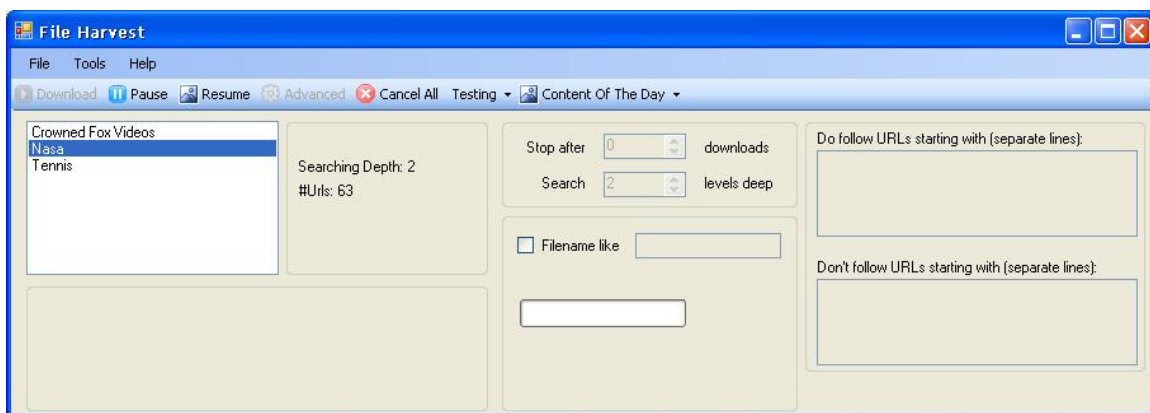 File Harvest
File Tools Help
Download Pause Resume Advanced Cancel All Testing Content Of The Day
Crowned Fox Videos
Nasa
Tennis
Searching Depth: 2
#Urls: 63
Stop after 0 downloads
Search 2 levels deep
Filename like
Do follow URLs starting with (separate lines):
Don't follow URLs starting with (separate lines):